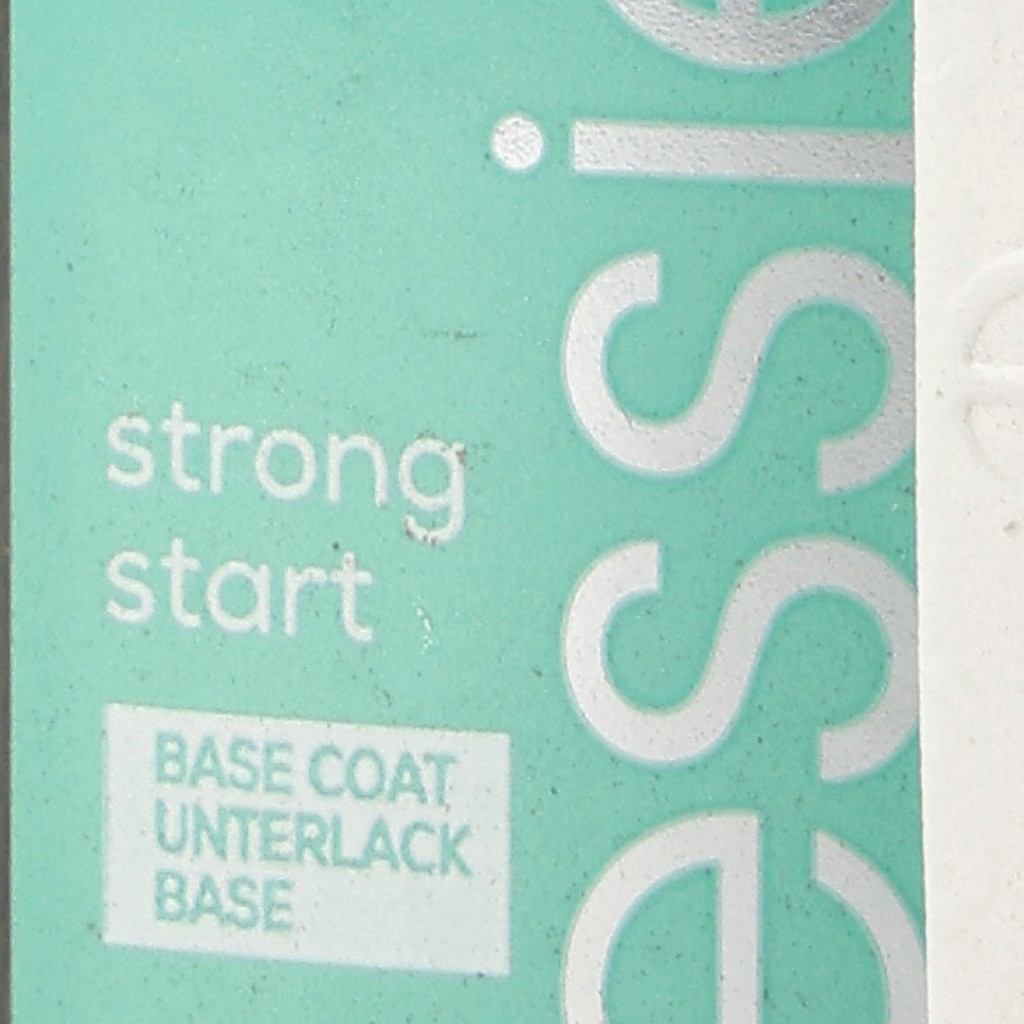 essie
strong
start
BASE COAT
UNTERLACK
BASE